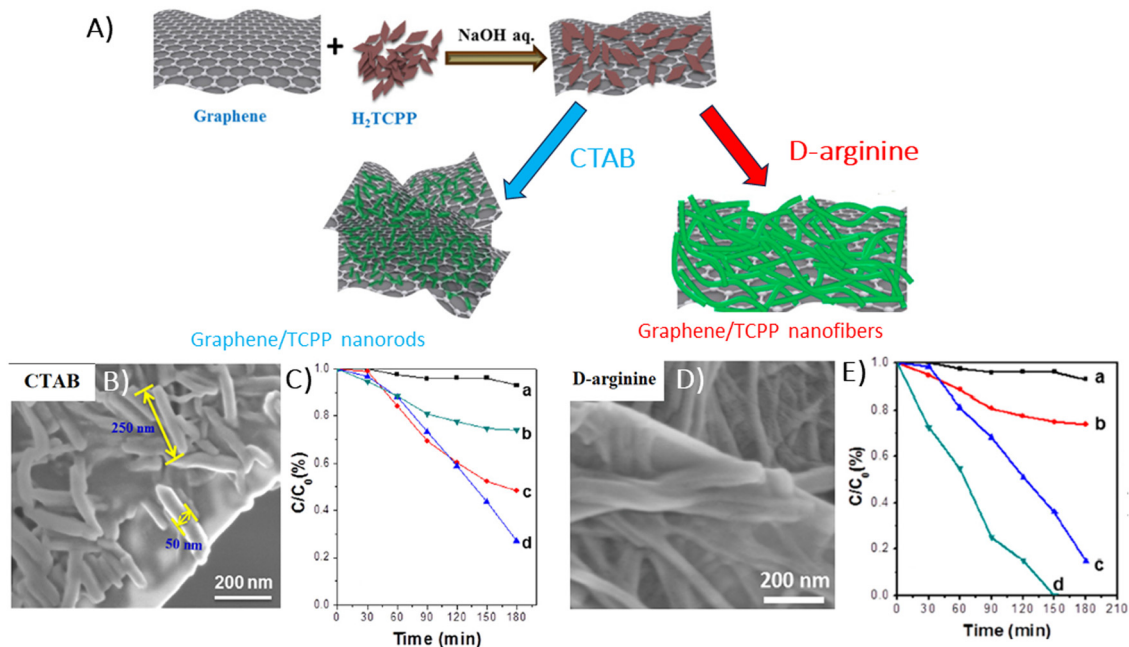 A)
+
NaOH aq.
Graphene
H₂TCPP
CTAB
D-arginine
Graphene/TCPP nanorods
Graphene/TCPP nanofibers
CTAB
B)
250 nm
50 nm
200 nm
C)
C/C₀(%)
1.0
0.8
0.6
0.4
0.2
0.0
a
b
c
d
0 30 60 90 120 150 180
Time (min)
D-arginine
D)
200 nm
E)
C/C₀(%)
1.0
0.8
0.6
0.4
0.2
0.0
a
b
c
d
0 30 60 90 120 150 180 210
Time (min)